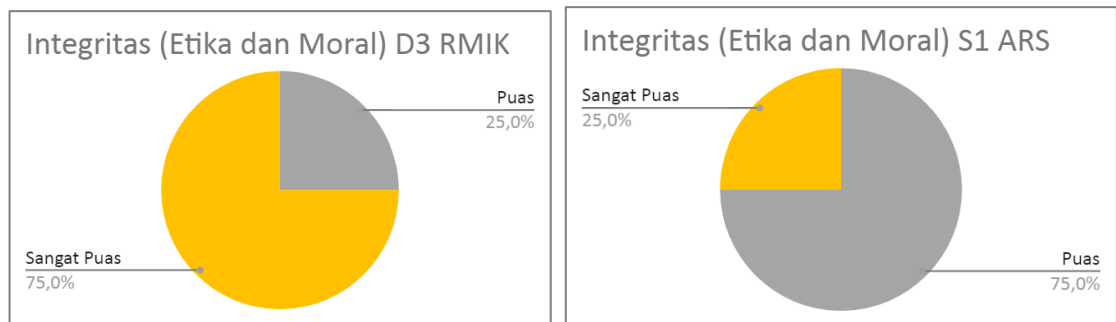 Integritas (Etika dan Moral) D3 RMIK
Puas
25,0%
Sangat Puas
75,0%
Integritas (Etika dan Moral) S1 ARS
Sangat Puas
25,0%
Puas
75,0%